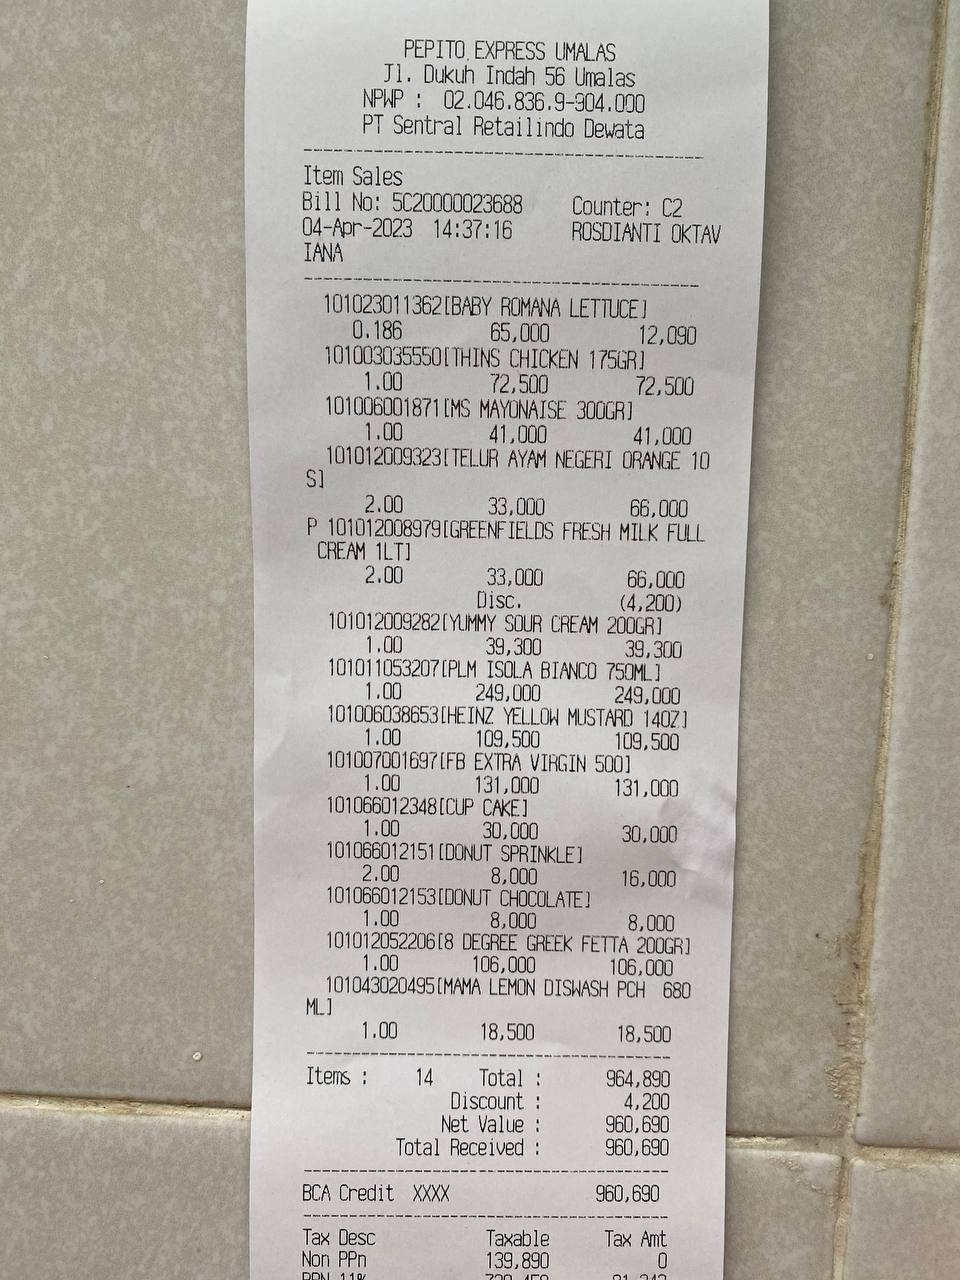 PEPITO EXPRESS UMALAS
Jl. Dukuh Indah 56 Umalas
NPWP : 02.046.836.9-904.000
PT Sentral Retailindo Dewata
Item Sales
Bill No: 5C20000023688 Counter: C2
04-Apr-2023 14:37:16 ROSDIANTI OKTAV
IANA
101023011362[BABY ROMANA LETTUCE]
0.186 65,000 12,090
101003035550[THINS CHICKEN 175GR]
1.00 72,500 72,500
101006001871[MS MAYONAISE 300GR]
1.00 41,000 41,000
101012009323[TELUR AYAM NEGERI ORANGE 10
S]
2.00 33,000 66,000
P 101012008979[GREENFIELDS FRESH MILK FULL
CREAM 1LT]
2.00 33,000 66,000
Disc. (4,200)
101012009282[YUMMY SOUR CREAM 200GR]
1.00 39,300 39,300
101011053207[PLM ISOLA BIANCO 750ML]
1.00 249,000 249,000
101006038653[HEINZ YELLOW MUSTARD 14OZ]
1.00 109,500 109,500
101007001697[FB EXTRA VIRGIN 500]
1.00 131,000 131,000
101066012348[CUP CAKE]
1.00 30,000 30,000
101066012151[DONUT SPRINKLE]
2.00 8,000 16,000
101066012153[DONUT CHOCOLATE]
1.00 8,000 8,000
101012052206[8 DEGREE GREEK FETTA 200GR]
1.00 106,000 106,000
101043020495[MAMA LEMON DISWASH PCH 680
ML]
1.00 18,500 18,500
Items : 14 Total : 964,890
Discount : 4,200
Net Value : 960,690
Total Received : 960,690
BCA Credit XXXX 960,690
Tax Desc Taxable Tax Amt
Non PPn 139,890 0
PPN 11%